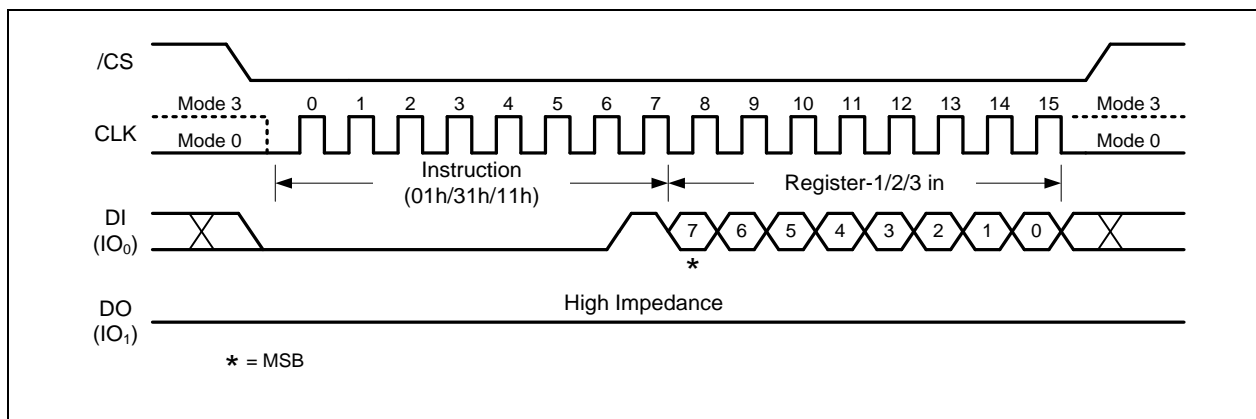 /CS
Mode 3 0 1 2 3 4 5 6 7 8 9 10 11 12 13 14 15 Mode 3
CLK
Mode 0 Mode 0
Instruction
(01h/31h/11h)
Register-1/2/3 in
DI
(IO₀)
7 6 5 4 3 2 1 0
*
High Impedance
DO
(IO₁)
* = MSB